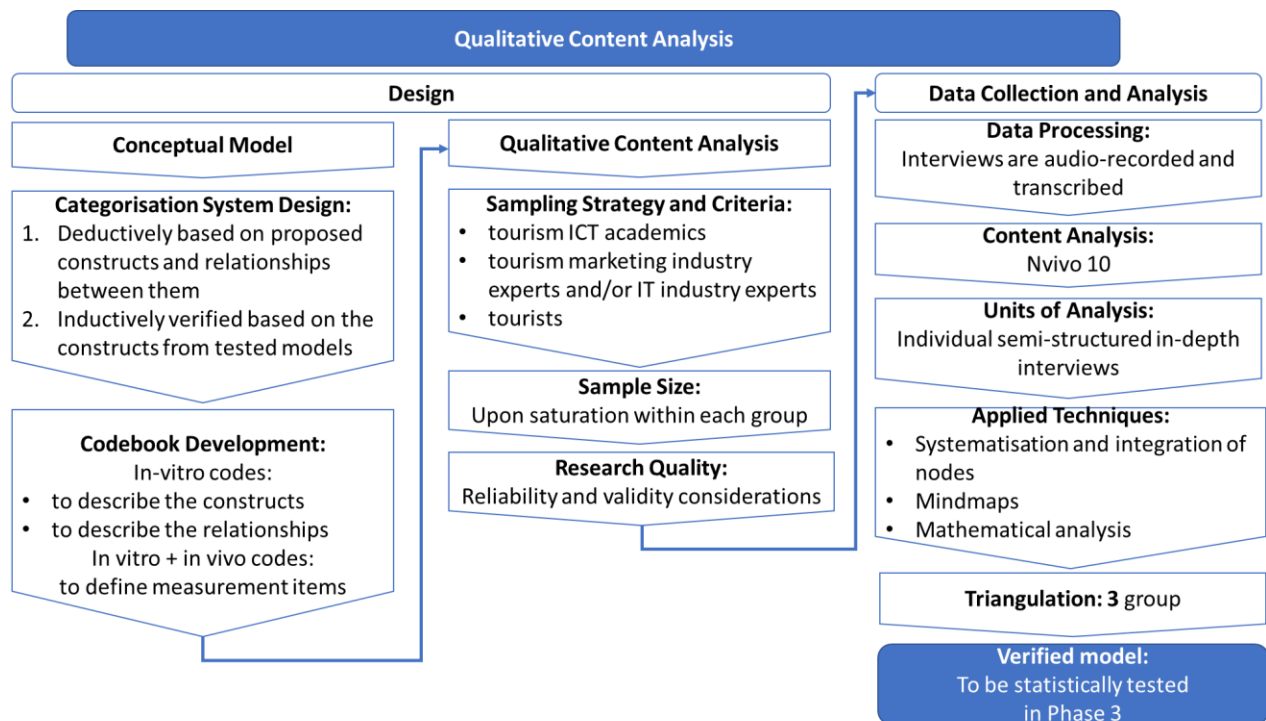 Qualitative Content Analysis
Design
Conceptual Model
Categorisation System Design:
1. Deductively based on proposed
constructs and relationships
between them
2. Inductively verified based on the
constructs from tested models
Codebook Development:
In-vitro codes:
• to describe the constructs
• to describe the relationships
In vitro + in vivo codes:
to define measurement items
Qualitative Content Analysis
Sampling Strategy and Criteria:
• tourism ICT academics
• tourism marketing industry
experts and/or IT industry experts
• tourists
Sample Size:
Upon saturation within each group
Research Quality:
Reliability and validity considerations
Data Collection and Analysis
Data Processing:
Interviews are audio-recorded and
transcribed
Content Analysis:
Nvivo 10
Units of Analysis:
Individual semi-structured in-depth
interviews
Applied Techniques:
• Systematisation and integration of
nodes
• Mindmaps
• Mathematical analysis
Triangulation: 3 group
Verified model:
To be statistically tested
in Phase 3